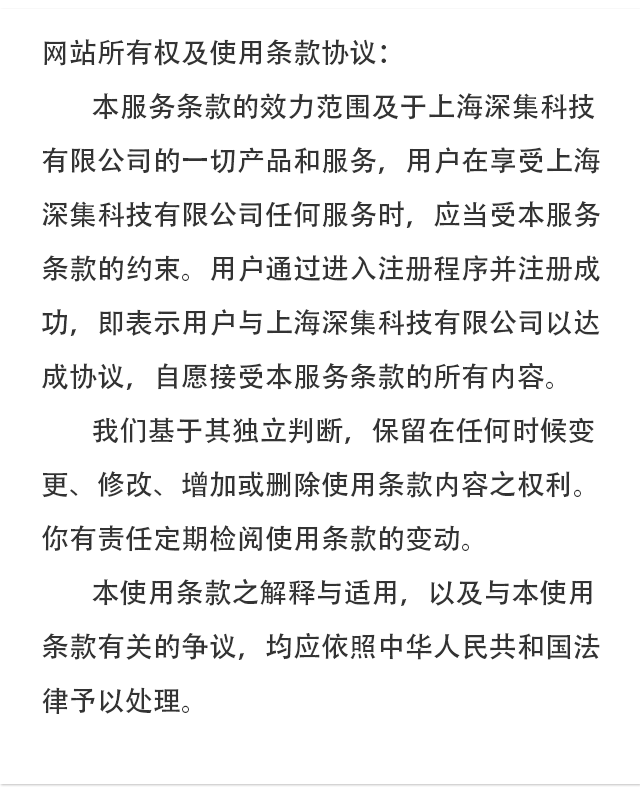 网站所有权及使用条款协议：
本服务条款的效力范围及于上海深集科技
有限公司的一切产品和服务，用户在享受上海
深集科技有限公司任何服务时，应当受本服务
条款的约束。用户通过进入注册程序并注册成
功，即表示用户与上海深集科技有限公司以达
成协议，自愿接受本服务条款的所有内容。
我们基于其独立判断，保留在任何时候变
更、修改、增加或删除使用条款内容之权利。
你有责任定期检阅使用条款的变动。
本使用条款之解释与适用，以及与本使用
条款有关的争议，均应依照中华人民共和国法
律予以处理。